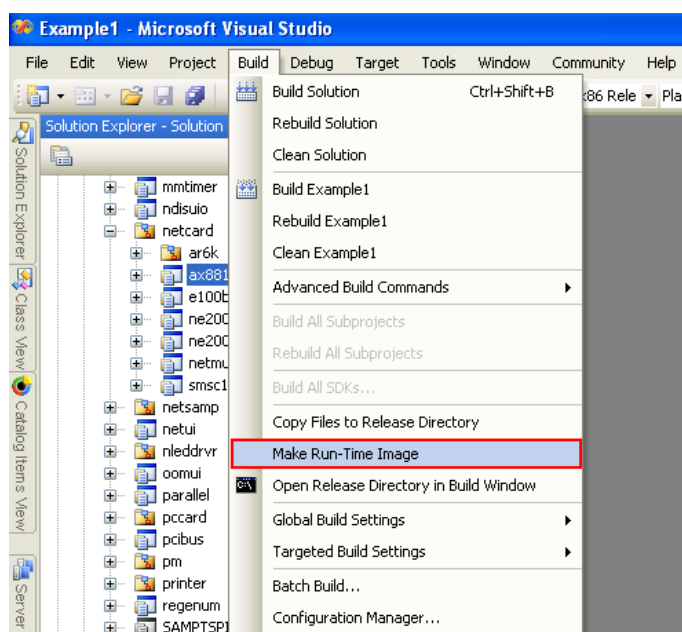 Example1 - Microsoft Visual Studio
File Edit View Project Build Debug Target Tools Window Community Help
Build Solution Ctrl+Shift+B
x86 Rele
Pla
Solution Explorer - Solution
Rebuild Solution
Clean Solution
Build Example1
Rebuild Example1
Clean Example1
Advanced Build Commands
Build All Subprojects
Rebuild All Subprojects
Build All SDKs...
Copy Files to Release Directory
Make Run-Time Image
Open Release Directory in Build Window
Global Build Settings
Targeted Build Settings
Batch Build...
Configuration Manager...
mmtimer
ndisuio
netcard
ar6k
ax881
e100b
ne200
ne200
netmu
smsc1
netsamp
netui
nleddrvr
oomui
parallel
pccard
pcibus
pm
printer
regenum
SAMPTSPI
Solution Explorer
Class View
Catalog Items View
Server